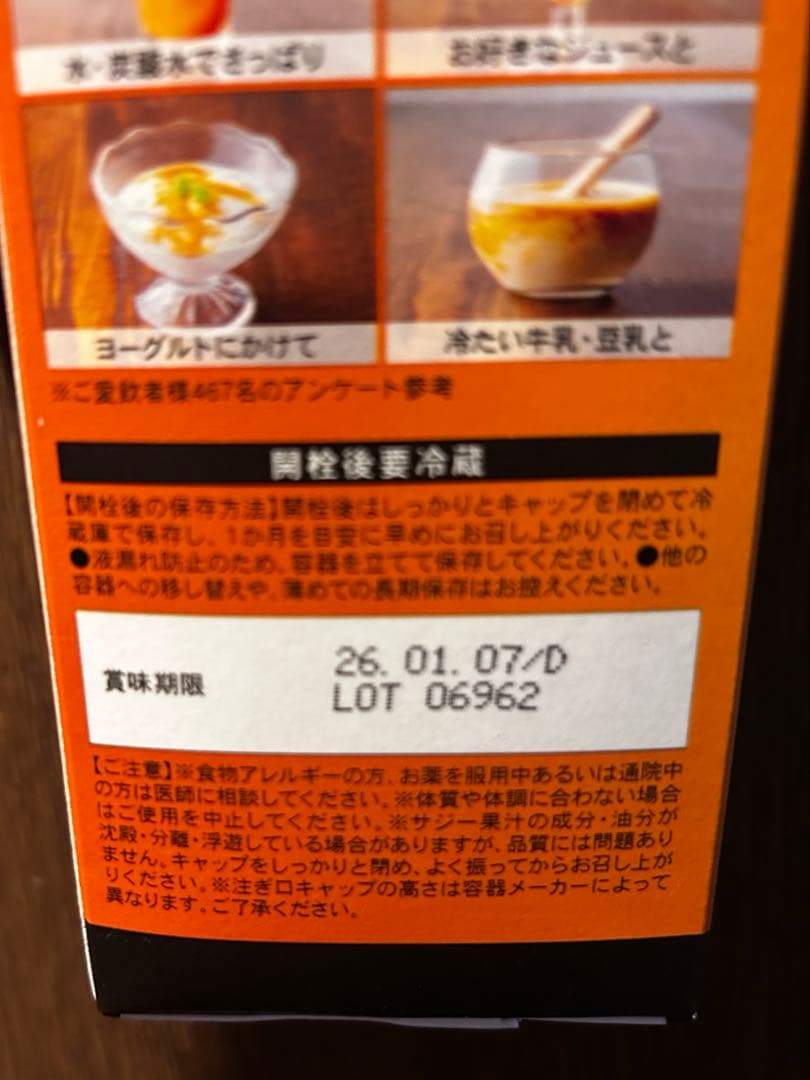 水・炭酸水でさっぱり
お好きなジュースと
ヨーグルトにかけて
冷たい牛乳・豆乳と
※ご愛飲者様467名のアンケート参考
開栓後要冷蔵
【開栓後の保存方法】開栓後はしっかりとキャップを閉めて冷
蔵庫で保存し、1か月を目安に早めにお召し上がりください。
●液漏れ防止のため、容器を立てて保存してください。●他の
容器への移し替えや、薄めての長期保存はお控えください。
賞味期限
26. 01. 07/D
LOT 06962
【ご注意】※食物アレルギーの方、お薬を服用中あるいは通院中
の方は医師に相談してください。※体質や体調に合わない場合
はご使用を中止してください。※サジー果汁の成分・油分が
沈殿・分離・浮遊している場合がありますが、品質には問題あり
ません。キャップをしっかりと閉め、よく振ってからお召し上が
りください。※注ぎ口キャップの高さは容器メーカーによって
異なります。ご了承ください。